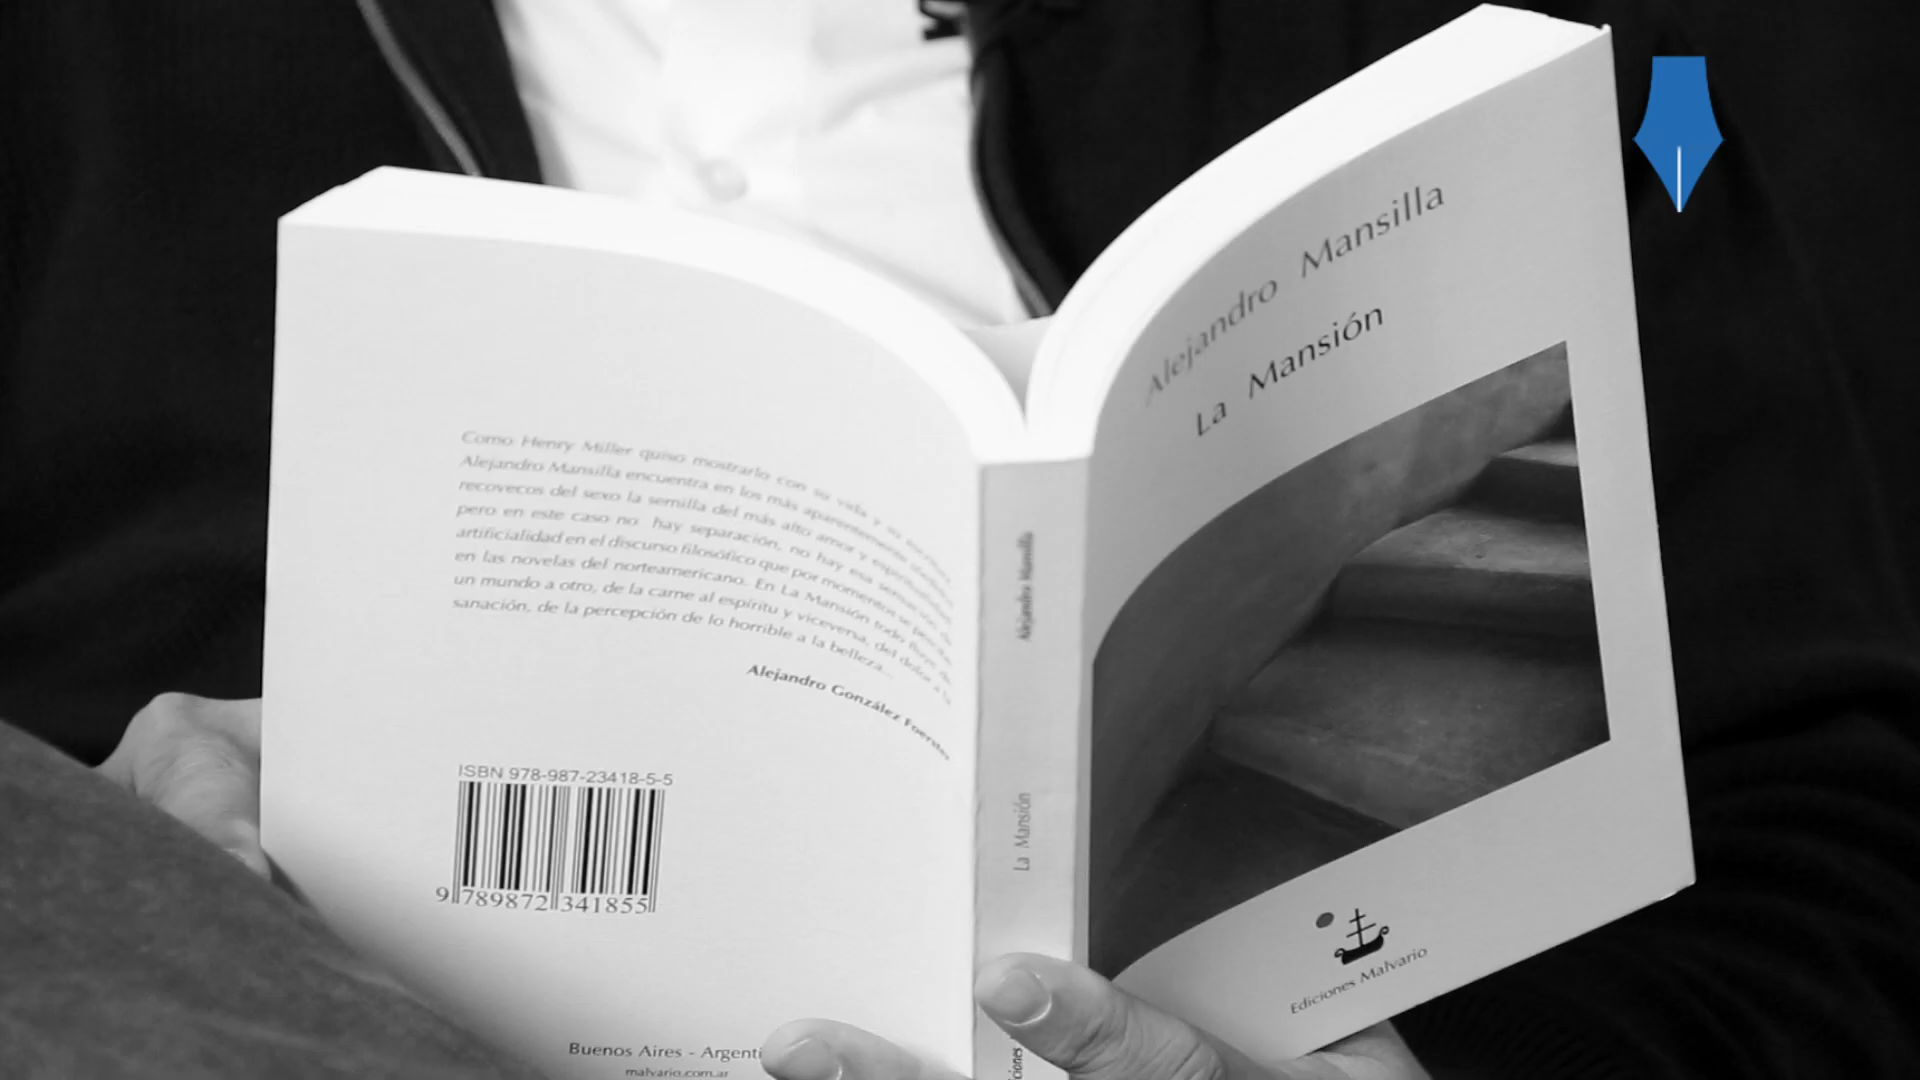 Como Henry Miller quiso mostrarlo con su vida y su
Alejandro Mansilla encuentra en los más aparentemente
recovecos del sexo la semilla del más alto amor y
pero en este caso no hay separación, no hay esa sensación de
artificialidad en el discurso filosófico que por momentos se
en las novelas del norteamericano. En La Mansión todo fluye de
un mundo a otro, de la carne al espíritu y viceversa, del dolor a la
sanación, de la percepción de lo horrible a la belleza...
Alejandro González Foerster
ISBN 978-987-23418-5-5
9 789872 341855
Buenos Aires - Argenti
malvario.com.ar
Alejandro Mansilla
La Mansión
ciones
Alejandro Mansilla
La Mansión
Ediciones Malvario